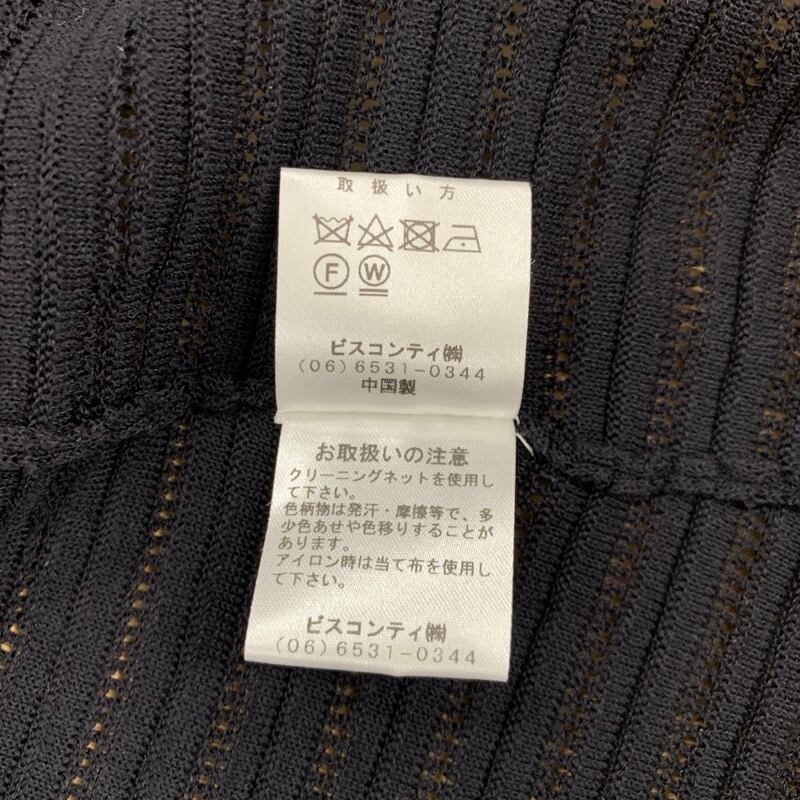 取扱い方
F W
ビスコンティ㈱
(06)6531-0344
中国製
お取扱いの注意
クリーニングネットを使用し
て下さい。
色柄物は発汗・摩擦等で、多
少色あせや色移りすることが
あります。
アイロン時は当て布を使用し
て下さい。
ビスコンティ㈱
(06)6531-0344